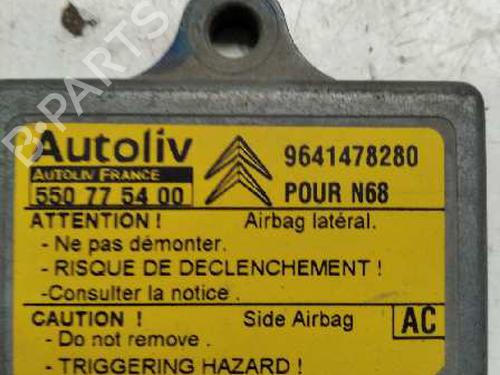 Autoliv
AUTOLIV FRANCE
550 77 54 00
9641478280
POUR N68
ATTENTION ! Airbag latéral.
- Ne pas démonter.
- RISQUE DE DECLENCHEMENT !
-Consulter la notice .
CAUTION ! Side Airbag AC
- Do not remove .
- TRIGGERING HAZARD !
B-PARTS